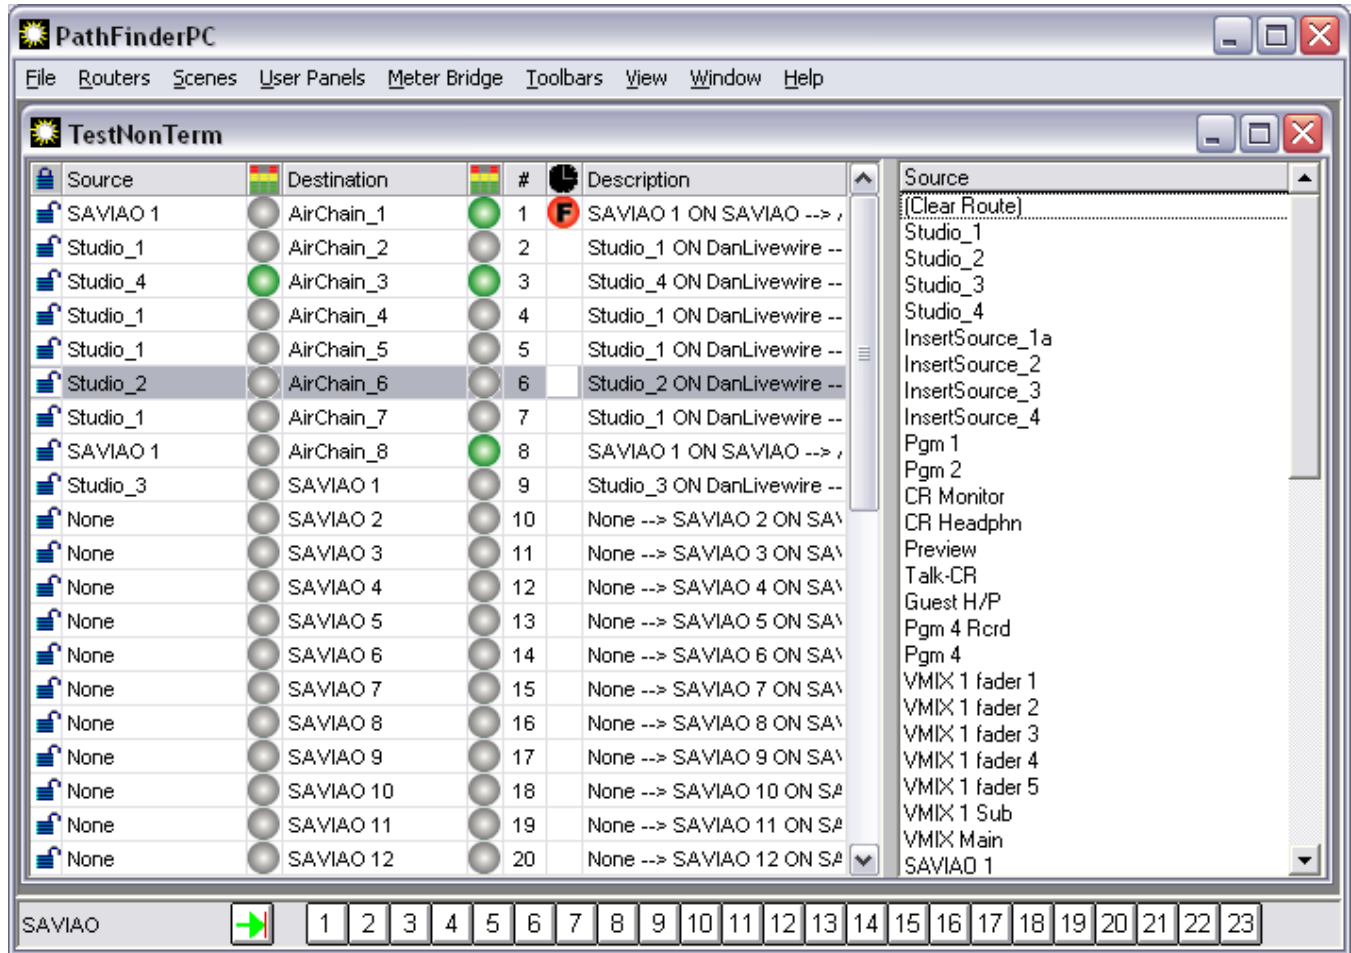 PathFinderPC
File Routers Scenes User Panels Meter Bridge Toolbars View Window Help
TestNonTerm
Source Destination # Description
SAVIAO 1 AirChain_1 1 F SAVIAO 1 ON SAVIAO -->
Studio_1 AirChain_2 2 Studio_1 ON DanLivewire --
Studio_4 AirChain_3 3 Studio_4 ON DanLivewire --
Studio_1 AirChain_4 4 Studio_1 ON DanLivewire --
Studio_1 AirChain_5 5 Studio_1 ON DanLivewire --
Studio_2 AirChain_6 6 Studio_2 ON DanLivewire --
Studio_1 AirChain_7 7 Studio_1 ON DanLivewire --
SAVIAO 1 AirChain_8 8 SAVIAO 1 ON SAVIAO -->
Studio_3 SAVIAO 1 9 Studio_3 ON DanLivewire --
None SAVIAO 2 10 None --> SAVIAO 2 ON SAV
None SAVIAO 3 11 None --> SAVIAO 3 ON SAV
None SAVIAO 4 12 None --> SAVIAO 4 ON SAV
None SAVIAO 5 13 None --> SAVIAO 5 ON SAV
None SAVIAO 6 14 None --> SAVIAO 6 ON SAV
None SAVIAO 7 15 None --> SAVIAO 7 ON SAV
None SAVIAO 8 16 None --> SAVIAO 8 ON SAV
None SAVIAO 9 17 None --> SAVIAO 9 ON SAV
None SAVIAO 10 18 None --> SAVIAO 10 ON SA
None SAVIAO 11 19 None --> SAVIAO 11 ON SA
None SAVIAO 12 20 None --> SAVIAO 12 ON SA
Source
(Clear Route)
Studio_1
Studio_2
Studio_3
Studio_4
InsertSource_1a
InsertSource_2
InsertSource_3
InsertSource_4
Pgm 1
Pgm 2
CR Monitor
CR Headphn
Preview
Talk-CR
Guest H/P
Pgm 4 Rcrd
Pgm 4
VMIX 1 fader 1
VMIX 1 fader 2
VMIX 1 fader 3
VMIX 1 fader 4
VMIX 1 fader 5
VMIX 1 Sub
VMIX Main
SAVIAO 1
SAVIAO 1 2 3 4 5 6 7 8 9 10 11 12 13 14 15 16 17 18 19 20 21 22 23